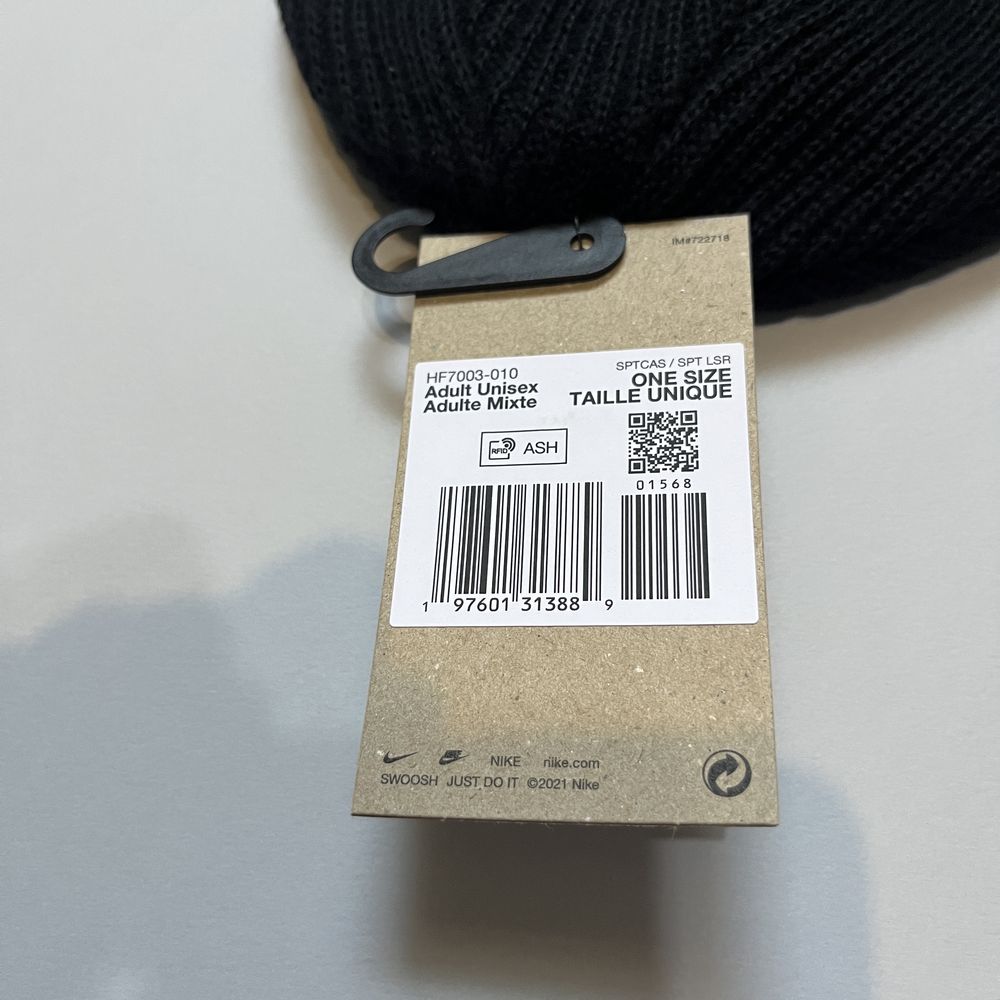 IM#722718
SPTCAS / SPT LSR
HF7003-010
ONE SIZE
Adult Unisex
TAILLE UNIQUE
Adulte Mixte
RFID ASH
01568
1 97601 31388 9
NIKE nike.com
SWOOSH JUST DO IT ©2021 Nike